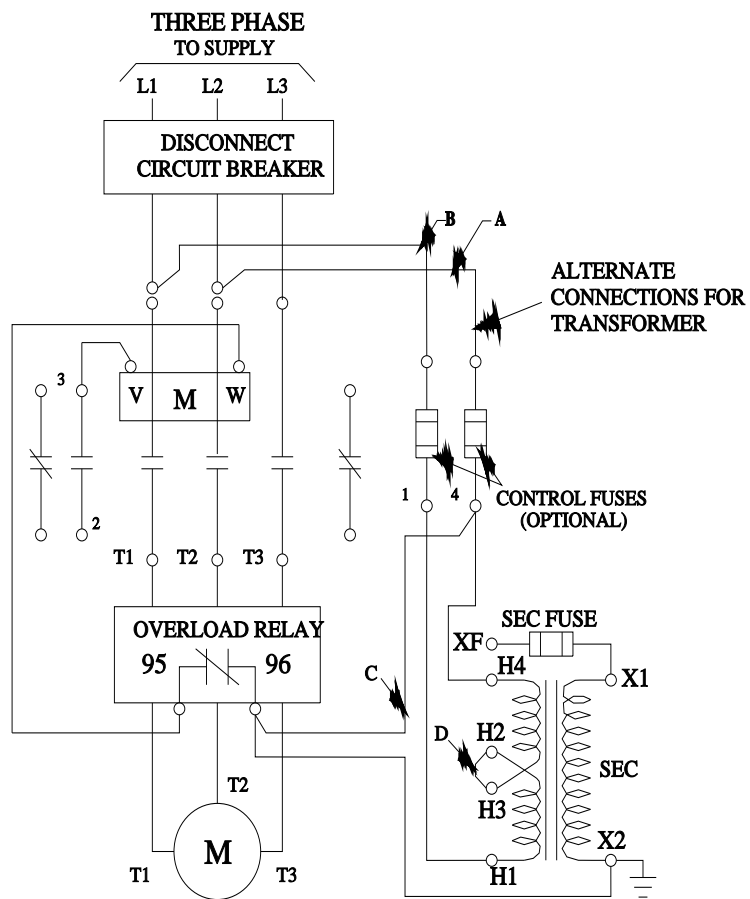 THREE PHASE
TO SUPPLY
L1 L2 L3
DISCONNECT
CIRCUIT BREAKER
B A
ALTERNATE
CONNECTIONS FOR
TRANSFORMER
3 V M W
1 4
CONTROL FUSES
(OPTIONAL)
2
T1 T2 T3
OVERLOAD RELAY
95 96
SEC FUSE
XF
H4 X1
C
D H2
SEC
H3
T2
X2
M
T1 T3
H1